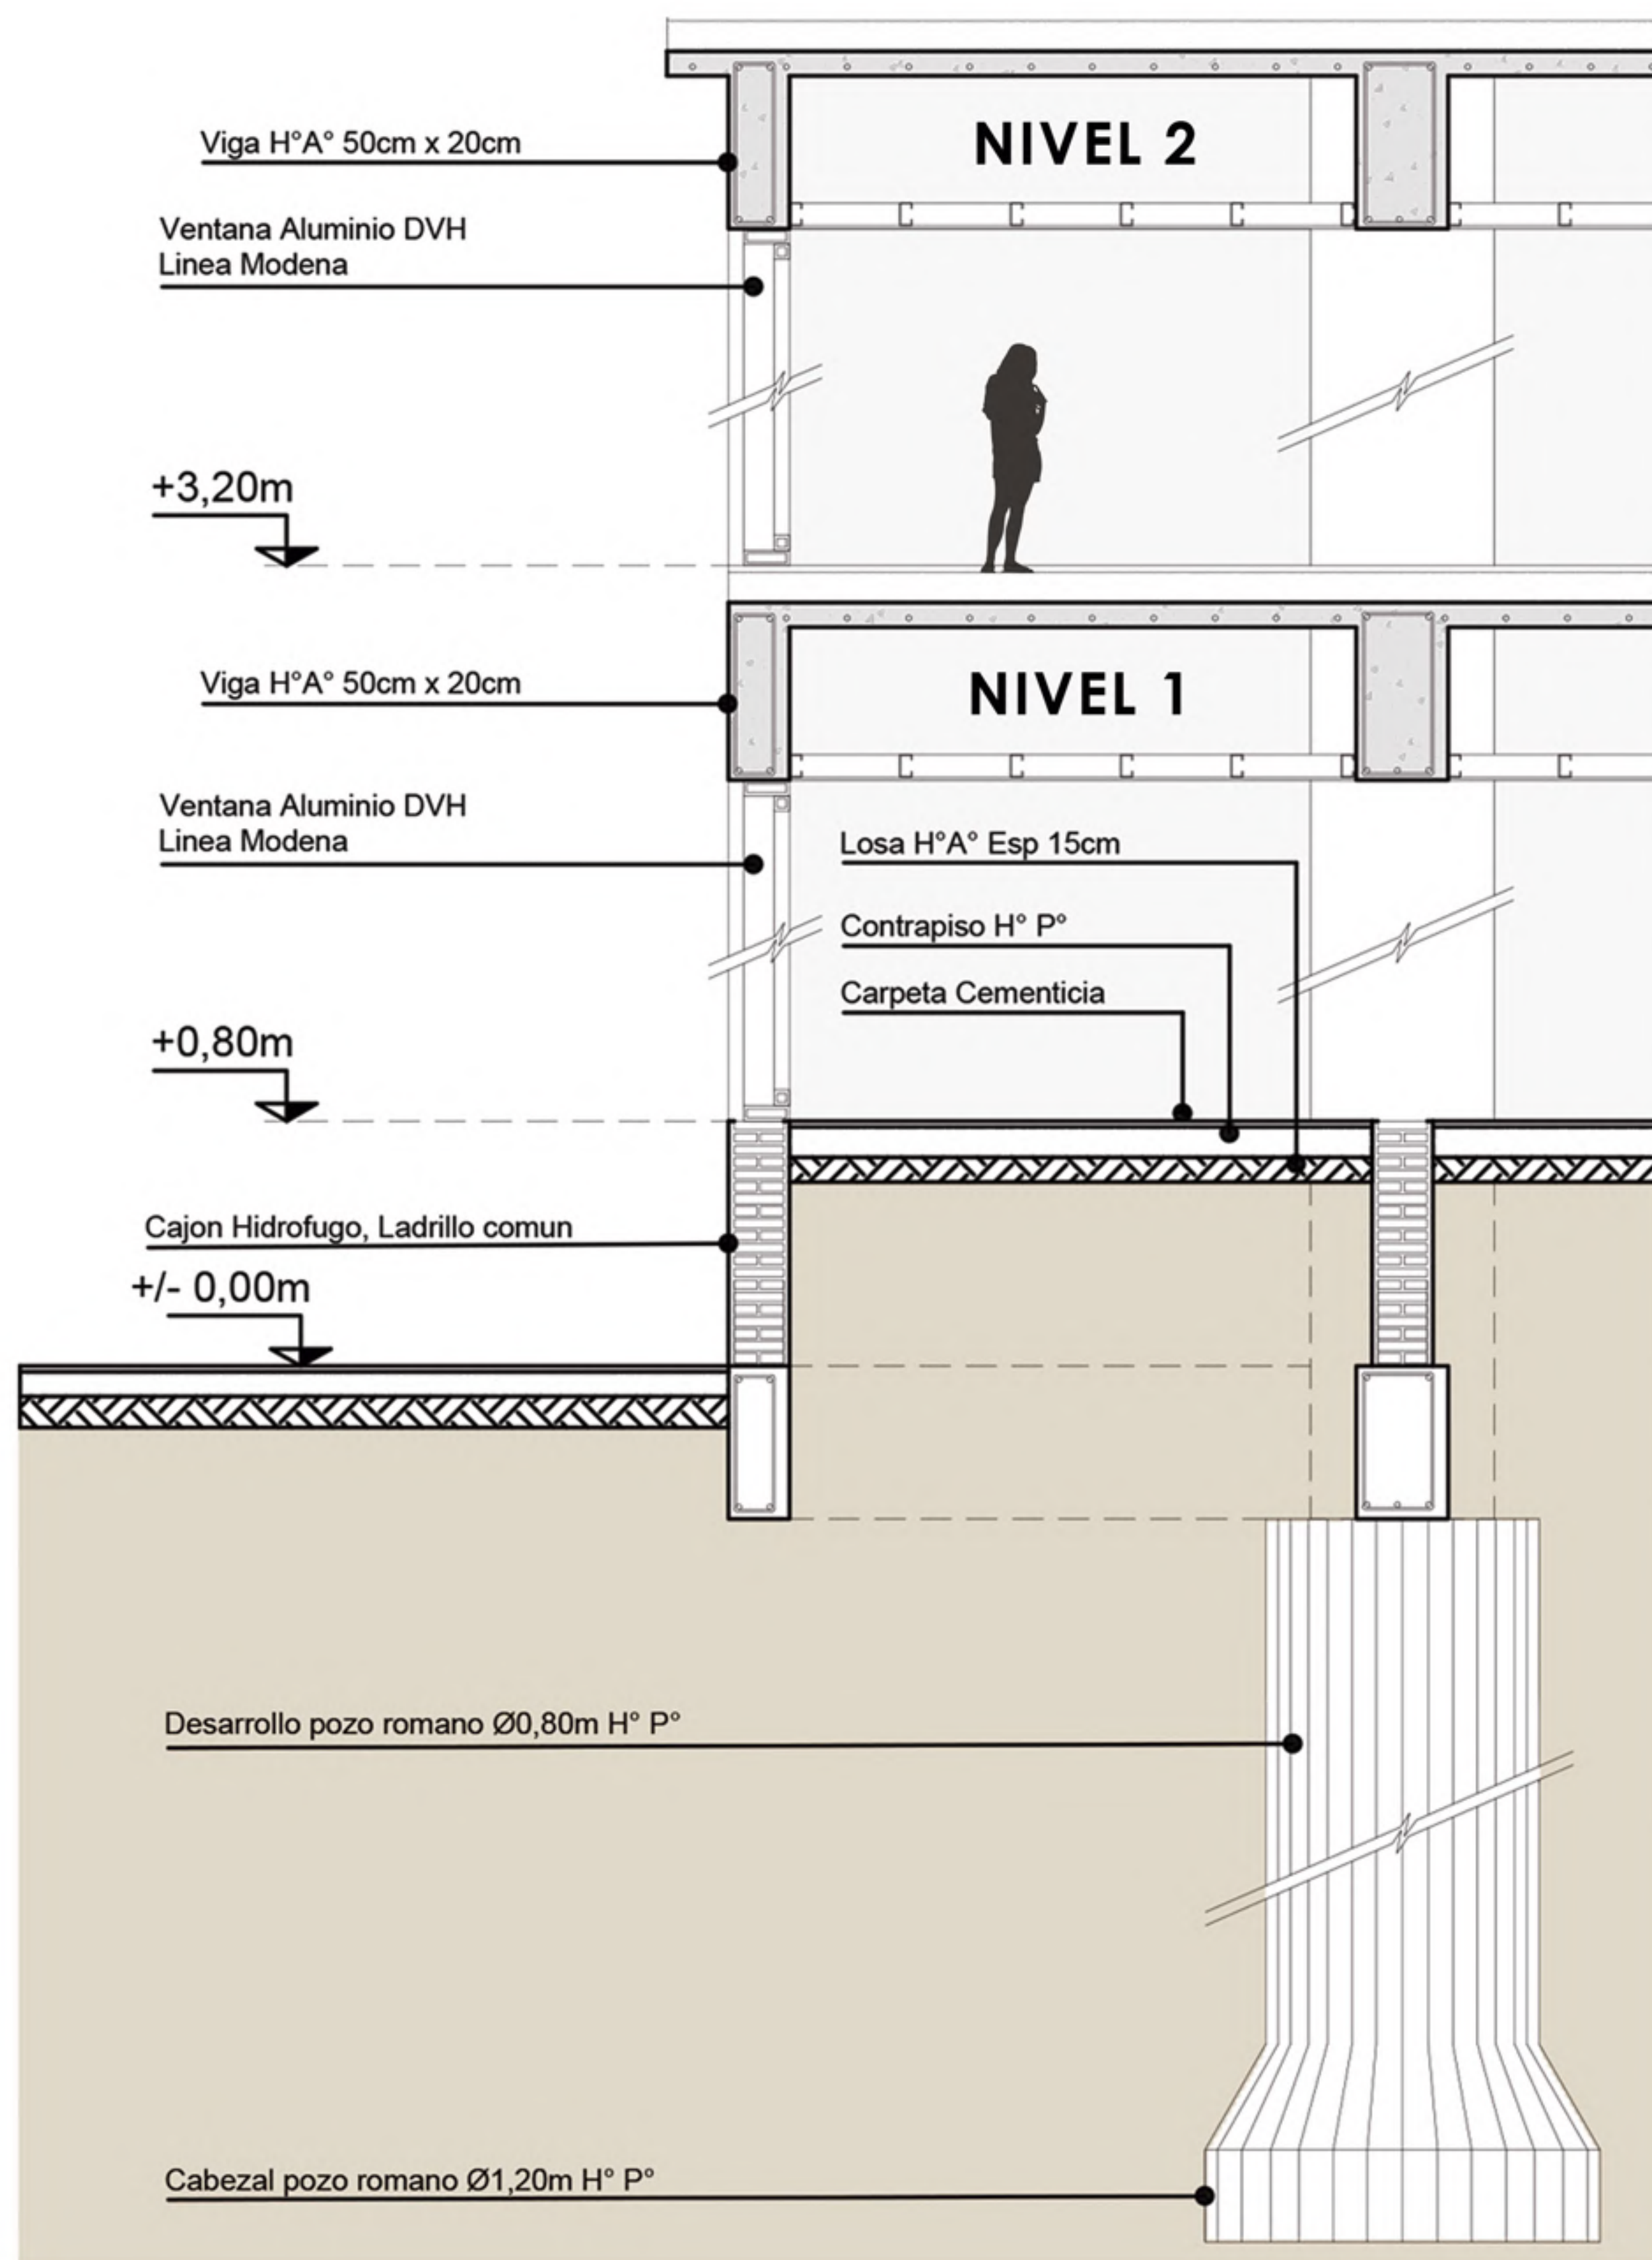 Viga H°A° 50cm x 20cm
NIVEL 2
Ventana Aluminio DVH
Linea Modena
+3,20m
Viga H°A° 50cm x 20cm
NIVEL 1
Ventana Aluminio DVH
Linea Modena
Losa H°A° Esp 15cm
Contrapiso H° P°
Carpeta Cementicia
+0,80m
Cajon Hidrofugo, Ladrillo comun
+/- 0,00m
Desarrollo pozo romano Ø0,80m H° P°
Cabezal pozo romano Ø1,20m H° P°